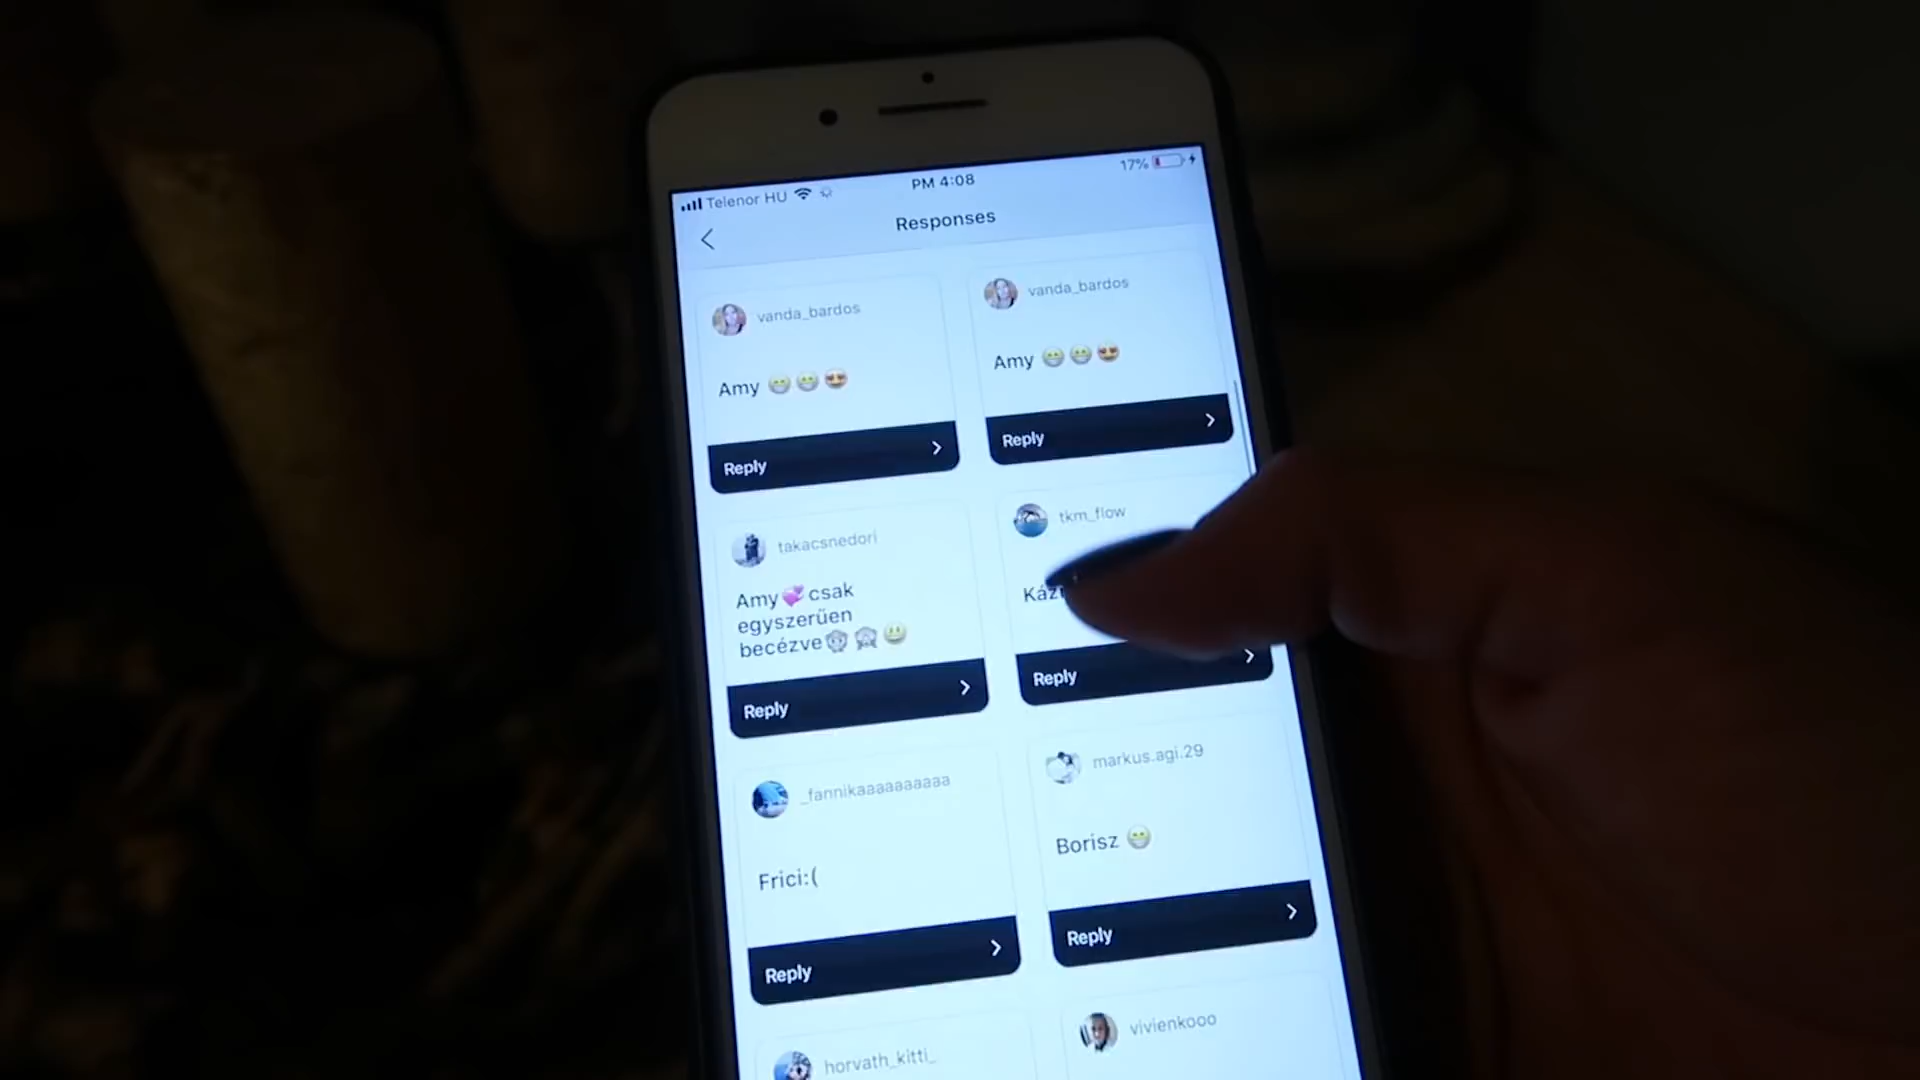 Telenor HU
PM 4:08
17%
Responses
vanda_bardos
Amy 😁😁😍
Reply
vanda_bardos
Amy 😁😁😍
Reply
takacsnedori
Amy💞csak
egyszerűen
becézve🙊🙈😃
Reply
tkm_flow
Reply
_fannikaaaaaaaaaa
Frici:(
Reply
markus.agi.29
Borisz 😁
Reply
horvath_kitti_
vivienkooo